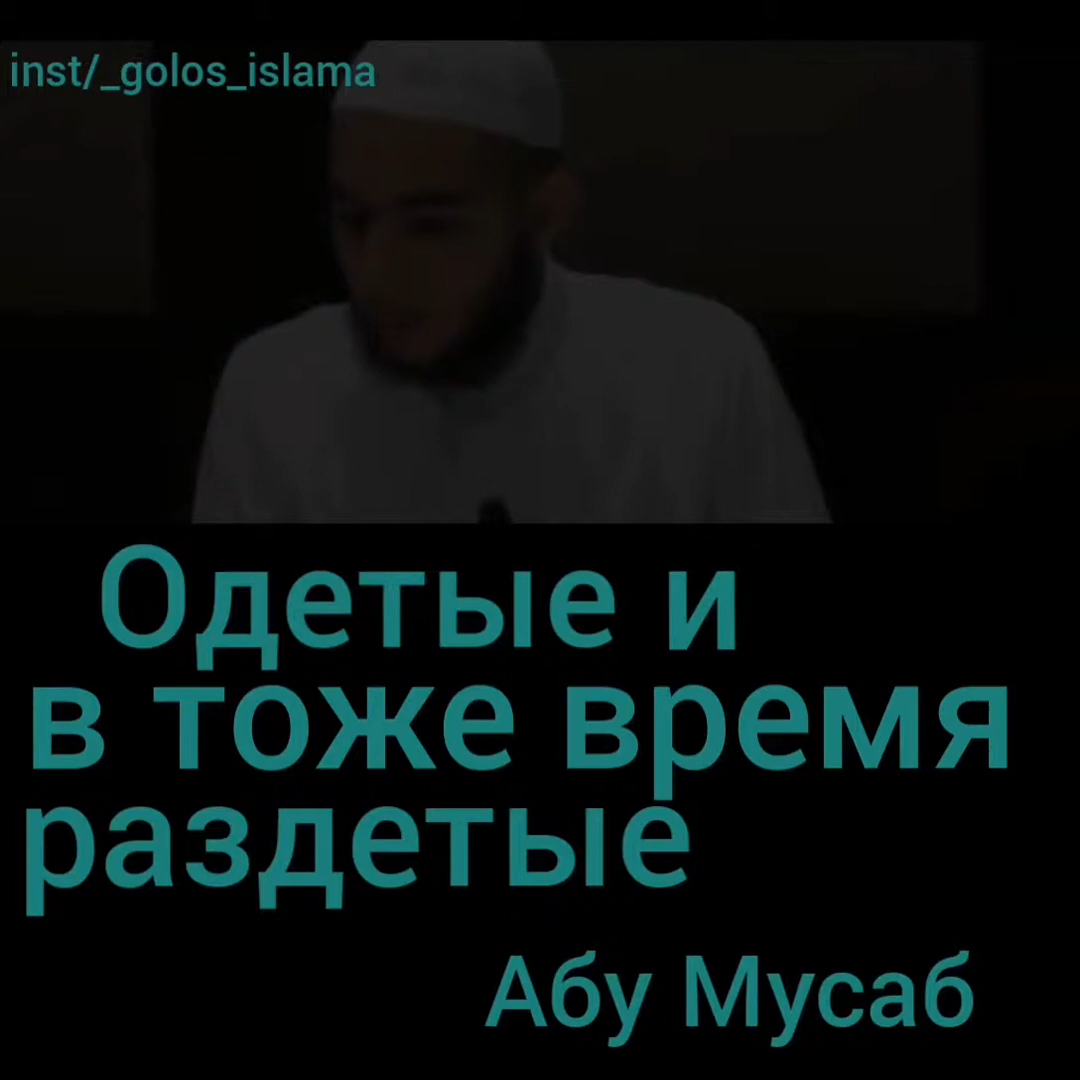 inst/_golos_islama
Одетые и
в тоже время
раздетые
Абу Мусаб